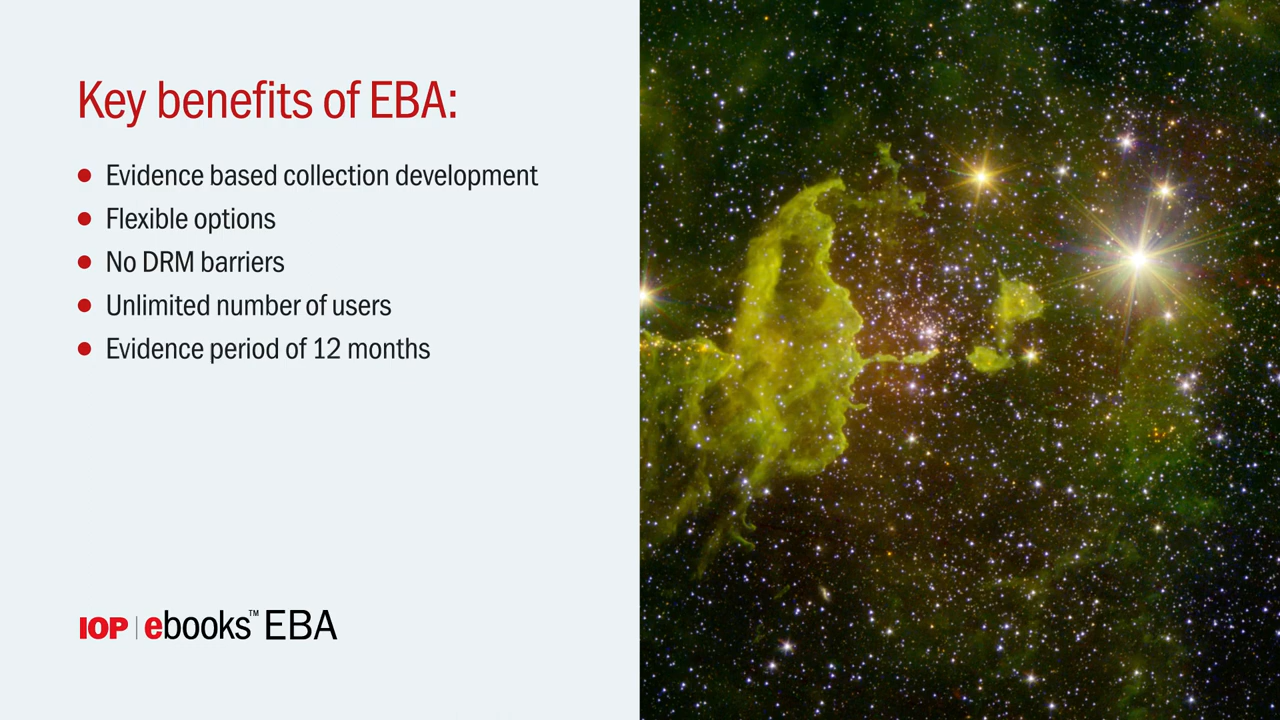 Key benefits of EBA:
Evidence based collection development
Flexible options
No DRM barriers
Unlimited number of users
Evidence period of 12 months
IOP | ebooks™ EBA